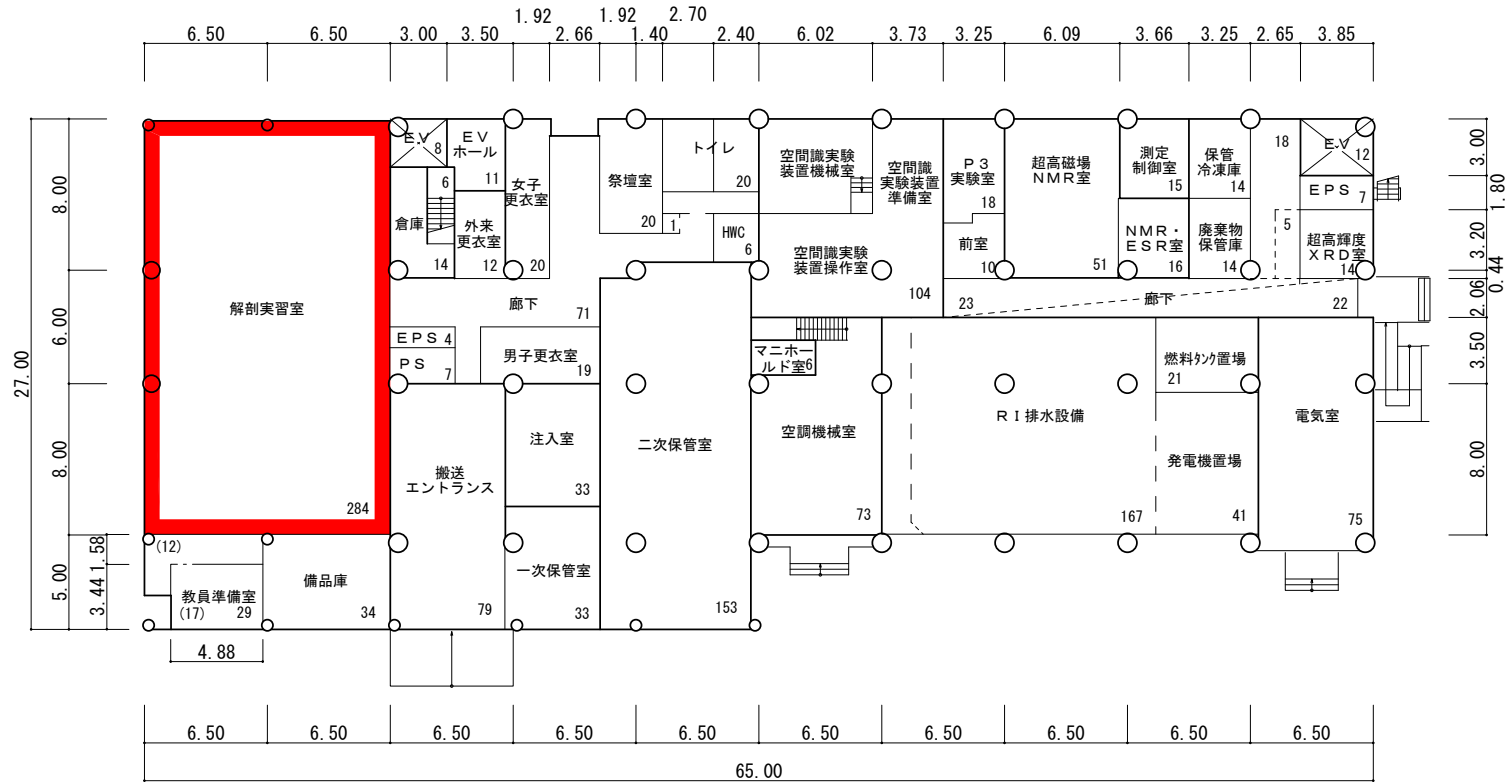 1.92 1.92 2.70
6.50 6.50 3.00 3.50 2.66 1.40 2.40 6.02 3.73 3.25 6.09 3.66 3.25 2.65 3.85
27.00
8.00
6.00
8.00
5.00
1.58
3.44
解剖実習室
284
(12)
教員準備室
(17) 29
備品庫
34
4.88
E.V
8
EV
ホール
11
6
倉庫
14
外来
更衣室
12
女子
更衣室
20
祭壇室
20
トイレ
20
1
HWC
6
廊下
71
EPS 4
PS
7
男子更衣室
19
搬送
エントランス
79
注入室
33
一次保管室
33
二次保管室
153
空間識実験
装置機械室
空間識
実験装置
準備室
空間識実験
装置操作室
104
P3
実験室
18
前室
10
超高磁場
NMR室
51
測定
制御室
15
NMR・
ESR室
16
保管
冷凍庫
14
廃棄物
保管庫
14
18
5
E.V
12
EPS
7
超高輝度
XRD室
14
23
廊下
22
マニホー
ルド室6
空調機械室
73
RI排水設備
167
燃料タンク置場
21
発電機置場
41
電気室
75
3.00
1.80
3.20
0.44
2.06
3.50
8.00
6.50 6.50 6.50 6.50 6.50 6.50 6.50 6.50 6.50 6.50
65.00